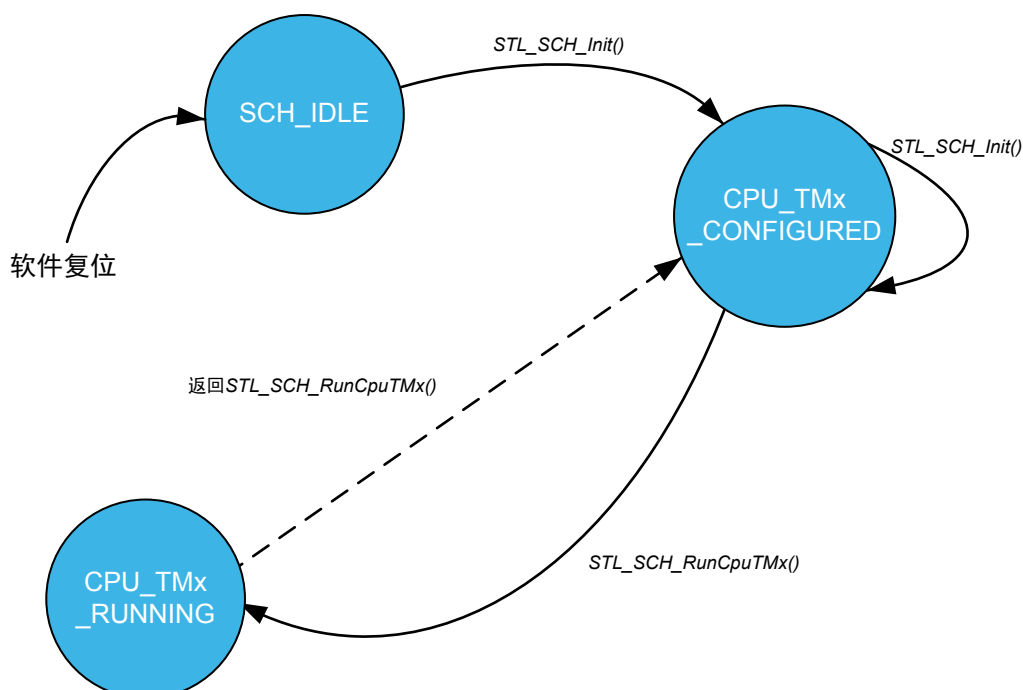 STL_SCH_Init()
SCH_IDLE
STL_SCH_Init()
CPU_TMx
_CONFIGURED
软件复位
返回STL_SCH_RunCpuTMx()
STL_SCH_RunCpuTMx()
CPU_TMx
_RUNNING